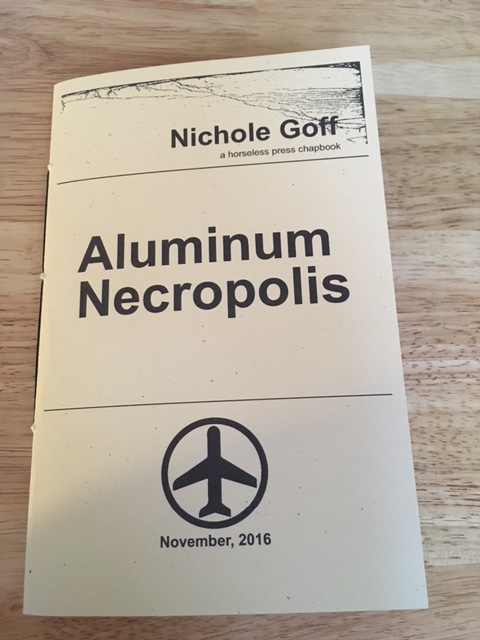 Nichole Goff
a horseless press chapbook
Aluminum
Necropolis
November, 2016